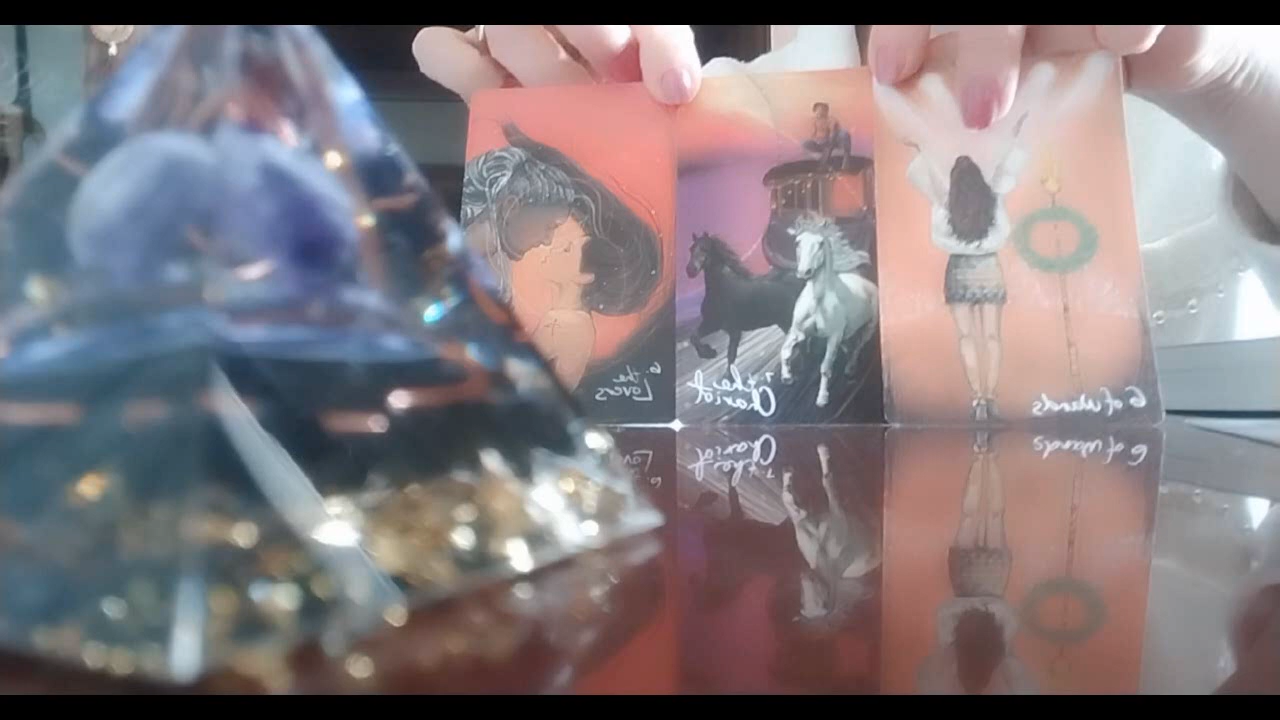 6. the
Lovers
7. the
Chariot
6 of wands